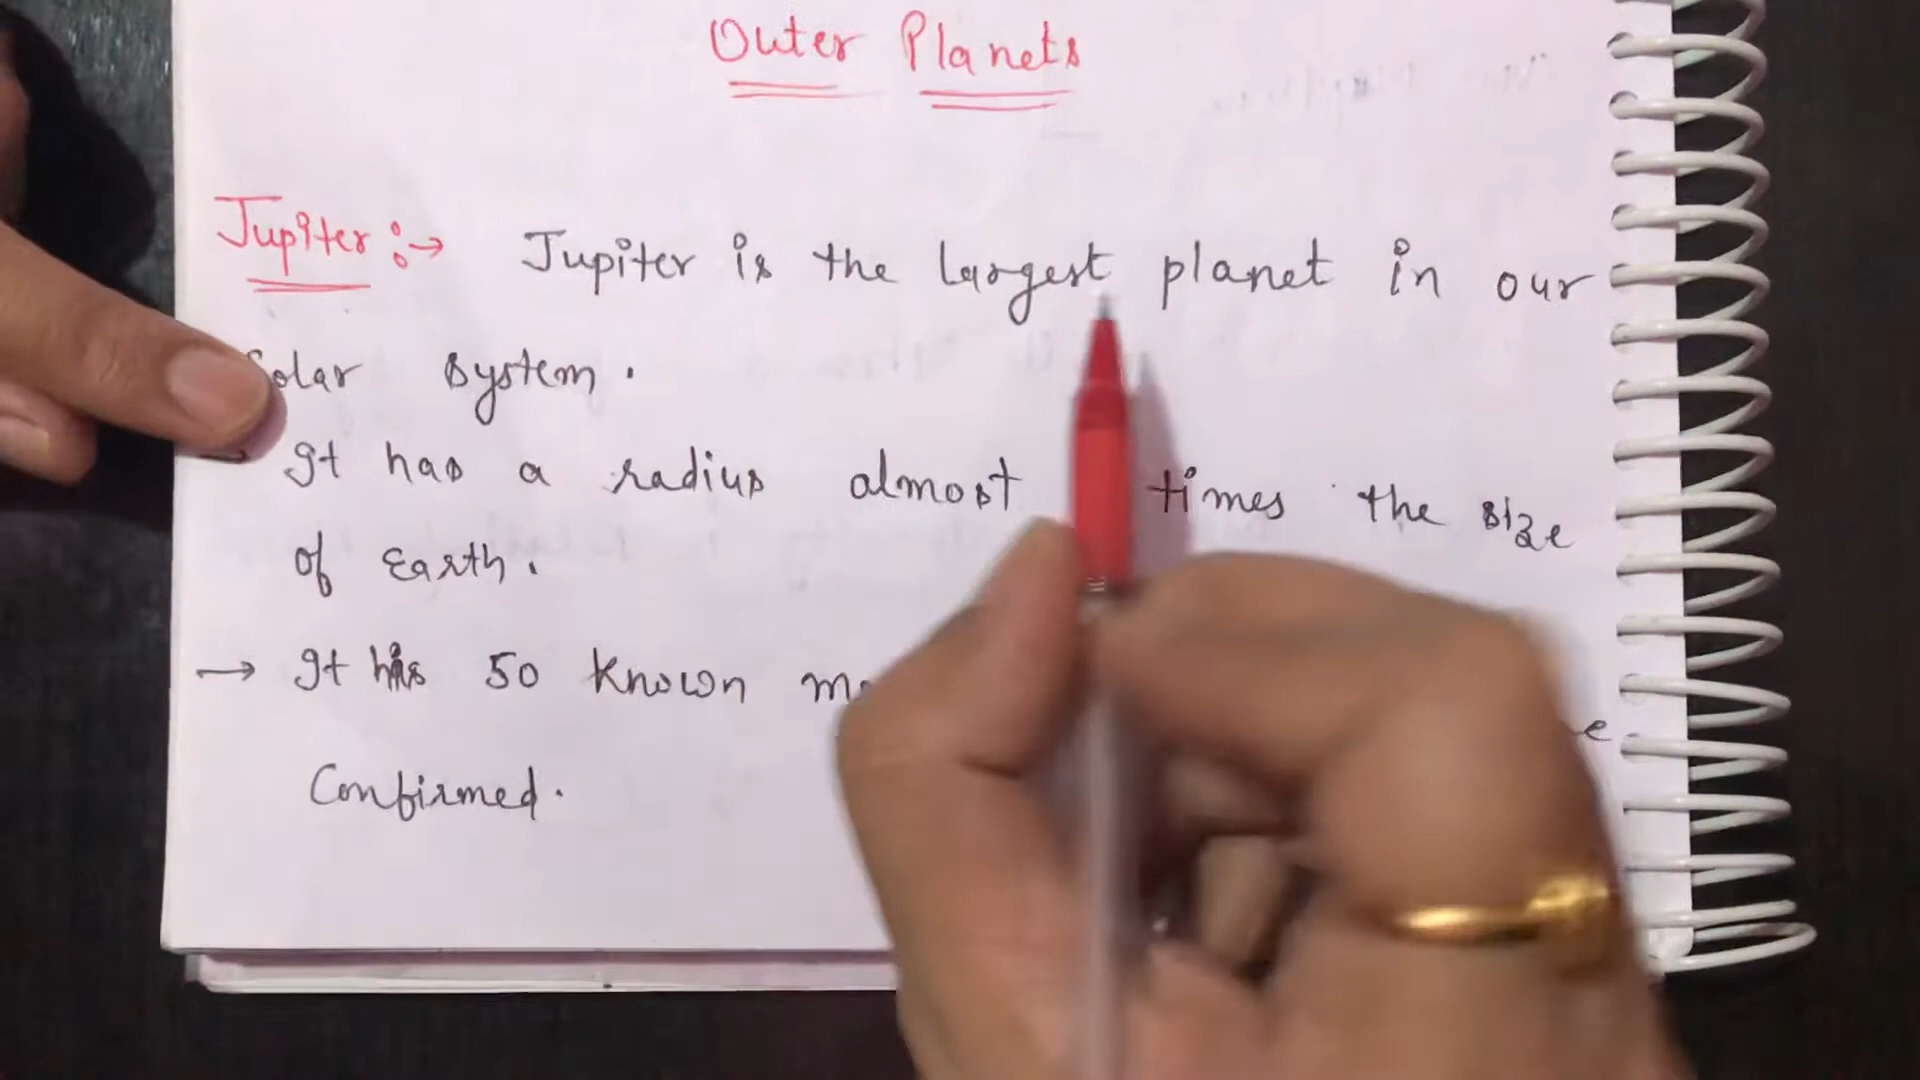 Outer Planets
Jupiter :→ Jupiter is the largest planet in our
Solar system.
It has a radius almost times the size
of Earth.
→ It has 50 known
Confirmed.